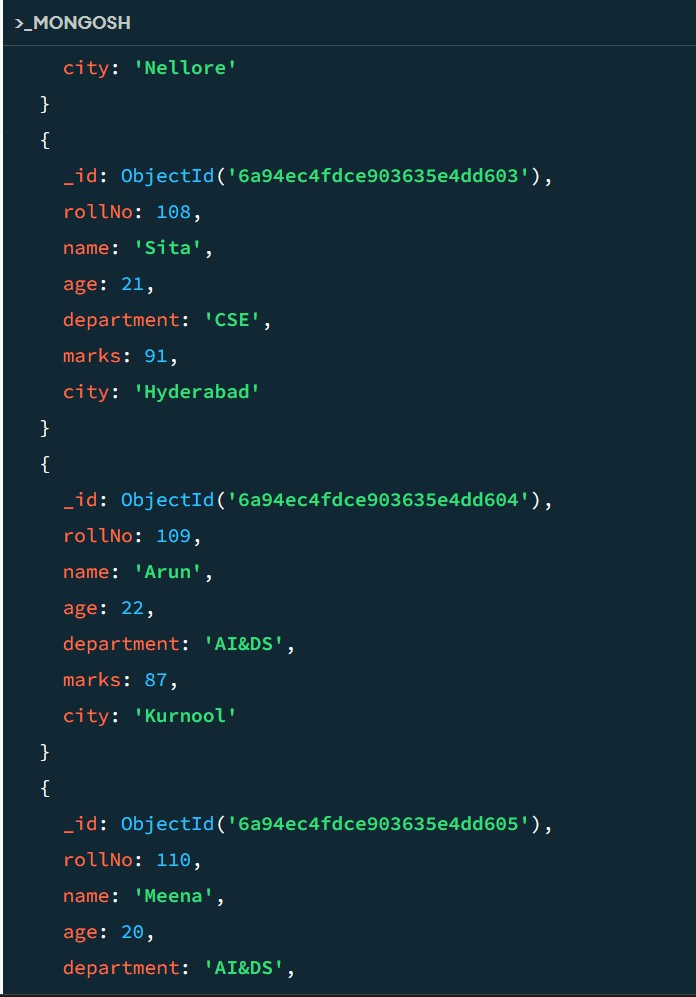 >_MONGOSH
city: 'Nellore'
}
{
_id: ObjectId('6a94ec4fdce903635e4dd603'),
rollNo: 108,
name: 'Sita',
age: 21,
department: 'CSE',
marks: 91,
city: 'Hyderabad'
}
{
_id: ObjectId('6a94ec4fdce903635e4dd604'),
rollNo: 109,
name: 'Arun',
age: 22,
department: 'AI&DS',
marks: 87,
city: 'Kurnool'
}
{
_id: ObjectId('6a94ec4fdce903635e4dd605'),
rollNo: 110,
name: 'Meena',
age: 20,
department: 'AI&DS',